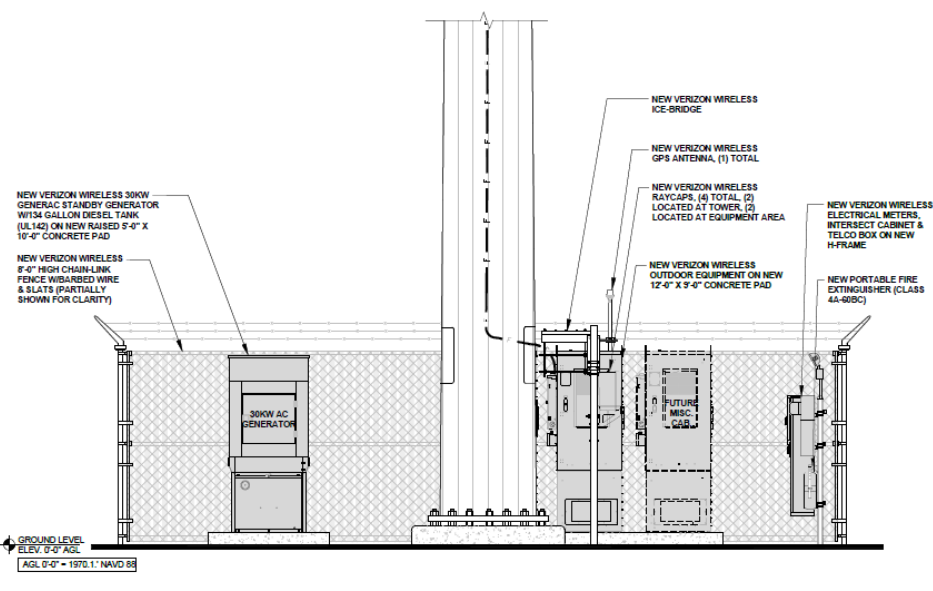 NEW VERIZON WIRELESS
ICE-BRIDGE
NEW VERIZON WIRELESS
GPS ANTENNA, (1) TOTAL
NEW VERIZON WIRELESS
RAYCAPS, (4) TOTAL, (2)
LOCATED AT TOWER, (2)
LOCATED AT EQUIPMENT AREA
NEW VERIZON WIRELESS 30KW
GENERAC STANDBY GENERATOR
W/134 GALLON DIESEL TANK
(UL142) ON NEW RAISED 5'-0" X
10'-0" CONCRETE PAD
NEW VERIZON WIRELESS
ELECTRICAL METERS,
INTERSECT CABINET &
TELCO BOX ON NEW
H-FRAME
NEW VERIZON WIRELESS
8'-0" HIGH CHAIN-LINK
FENCE W/BARBED WIRE
& SLATS (PARTIALLY
SHOWN FOR CLARITY)
NEW VERIZON WIRELESS
OUTDOOR EQUIPMENT ON NEW
12'-0" X 9'-0" CONCRETE PAD
NEW PORTABLE FIRE
EXTINGUISHER (CLASS
4A-60BC)
30KW AC
GENERATOR
FUTURE
MISC.
CAB.
GROUND LEVEL
ELEV. 0'-0" AGL
AGL 0'-0" = 1970.1.' NAVD 88